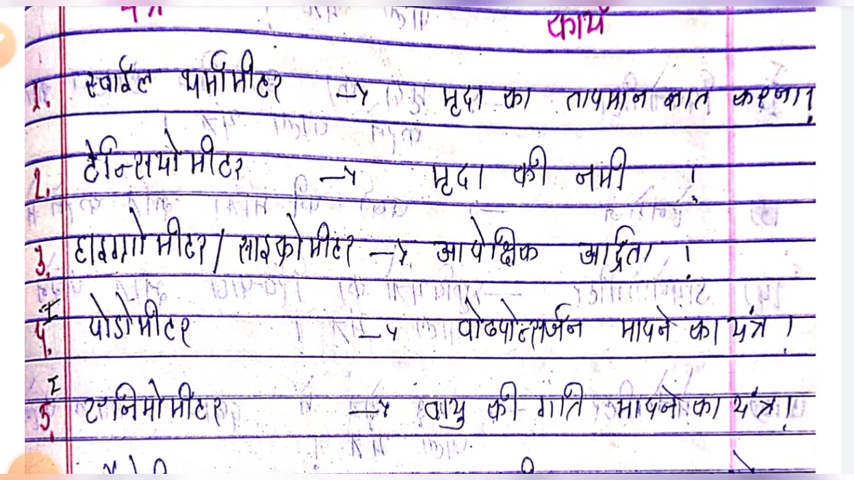 यंत्र कार्य
1. स्वाईल थर्मामीटर → मृदा का तापमान ज्ञात करना।
2. टेन्सियोमीटर → मृदा की नमी ।
3. हाइग्रोमीटर / साइक्रोमीटर → आपेक्षिक आर्द्रता ।
I
4. पोडोमीटर → वोष्पोत्सर्जन मापने का यंत्र ।
I
5. एनिमोमीटर → वायु की गति मापने का यंत्र।